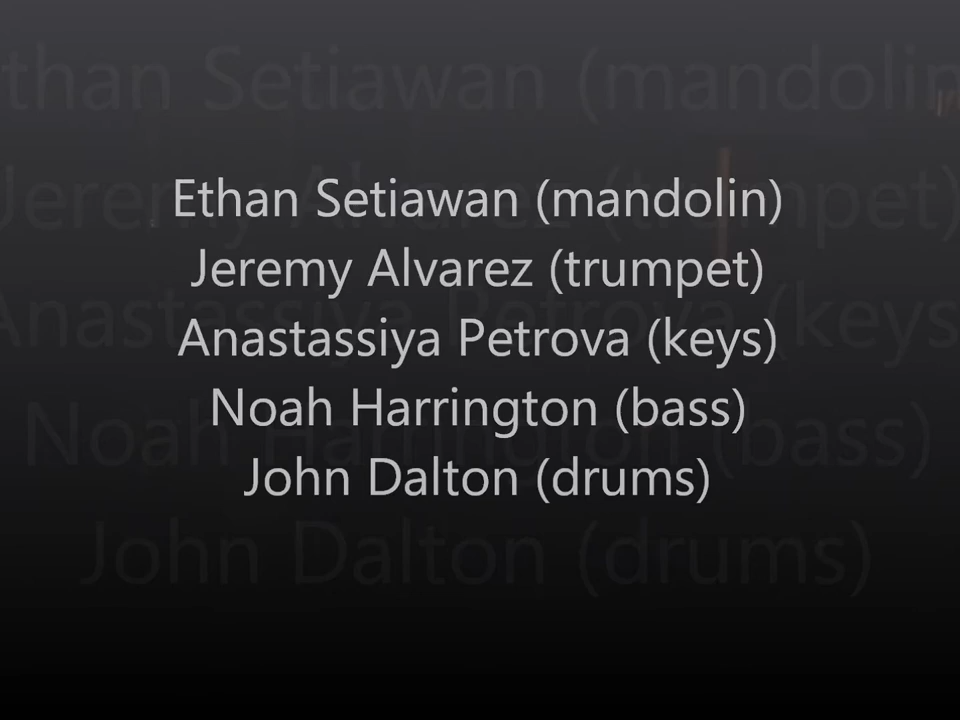 Ethan Setiawan (mandolin)
Jeremy Alvarez (trumpet)
Anastassiya Petrova (keys)
Noah Harrington (bass)
John Dalton (drums)